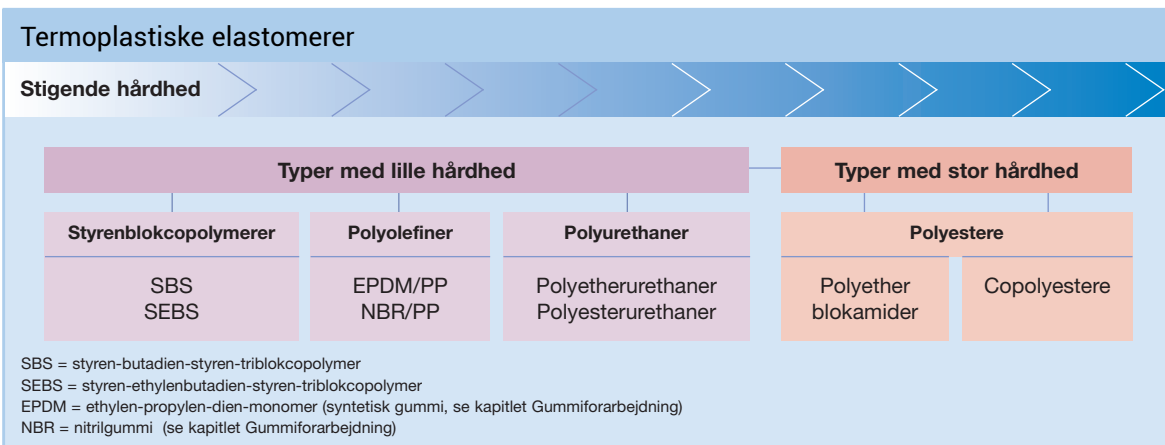 Termoplastiske elastomerer
Stigende hårdhed
Typer med lille hårdhed
Typer med stor hårdhed
Styrenblokcopolymerer
Polyolefiner
Polyurethaner
Polyestere
SBS
SEBS
EPDM/PP
NBR/PP
Polyetherurethaner
Polyesterurethaner
Polyether
blokamider
Copolyestere
SBS = styren-butadien-styren-triblokcopolymer
SEBS = styren-ethylenbutadien-styren-triblokcopolymer
EPDM = ethylen-propylen-dien-monomer (syntetisk gummi, se kapitlet Gummiforarbejdning)
NBR = nitrilgummi (se kapitlet Gummiforarbejdning)